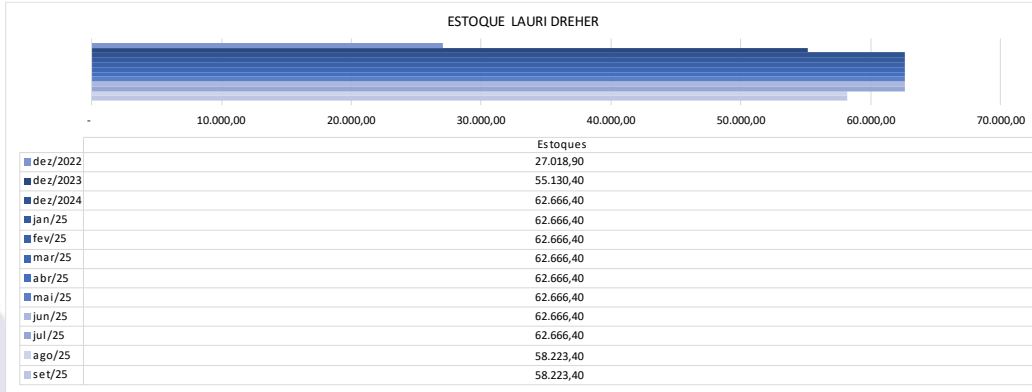 ESTOQUE LAURI DREHER
- 10.000,00 20.000,00 30.000,00 40.000,00 50.000,00 60.000,00 70.000,00
Estoques
dez/2022 27.018,90
dez/2023 55.130,40
dez/2024 62.666,40
jan/25 62.666,40
fev/25 62.666,40
mar/25 62.666,40
abr/25 62.666,40
mai/25 62.666,40
jun/25 62.666,40
jul/25 62.666,40
ago/25 58.223,40
set/25 58.223,40